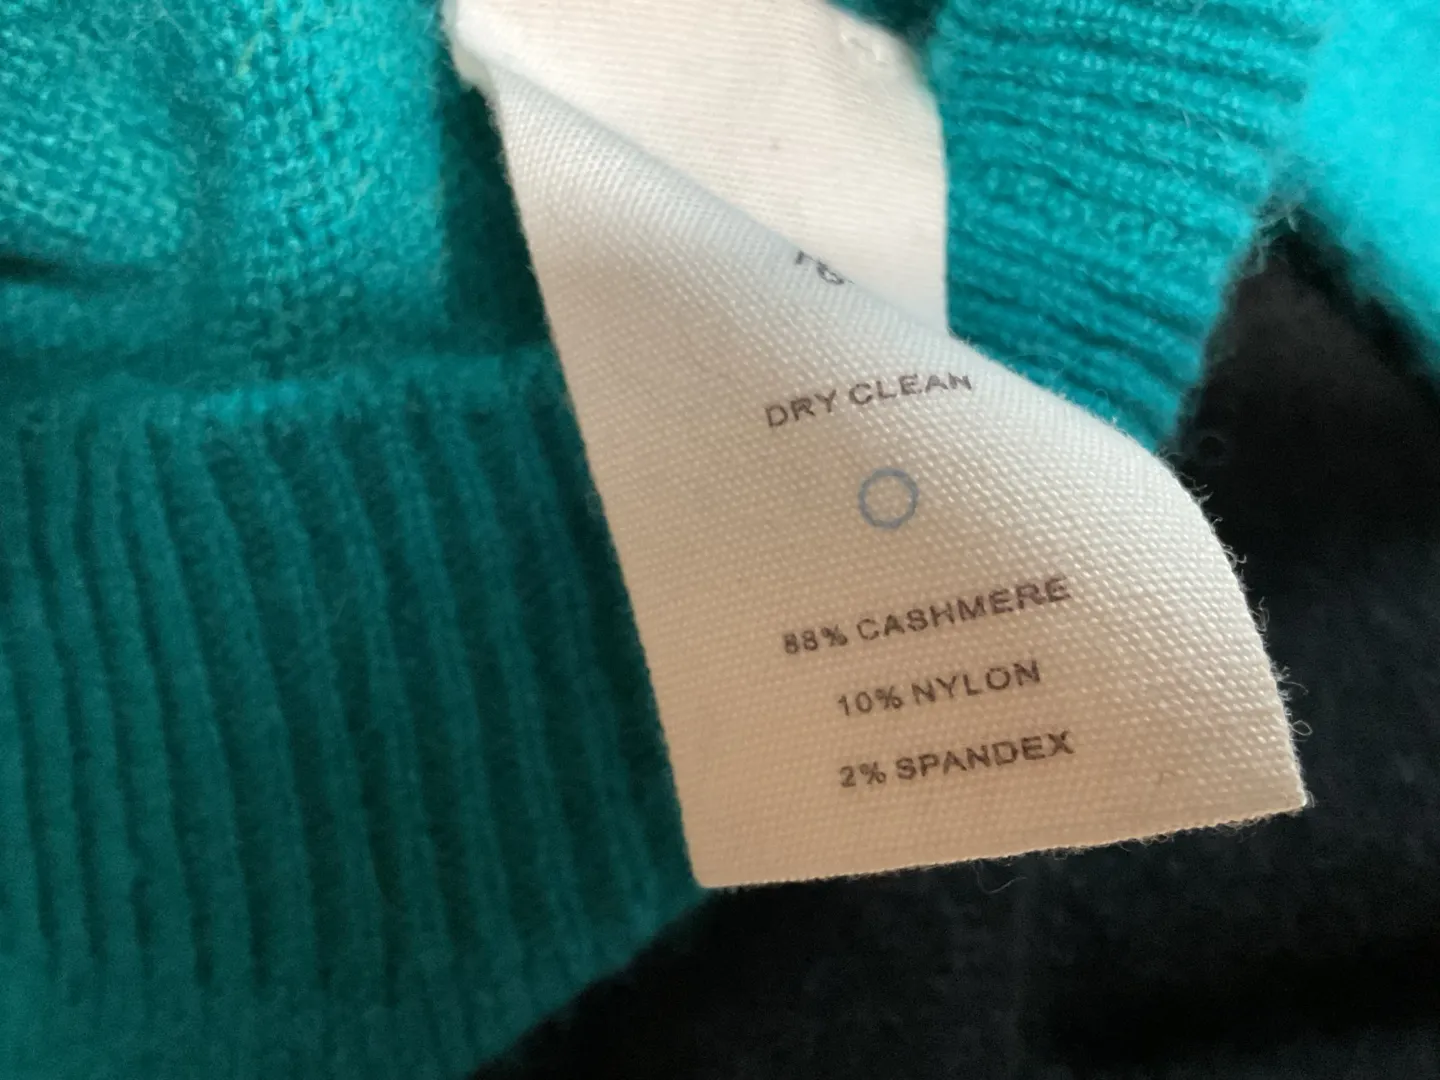 DRY CLEAN
88% CASHMERE
10% NYLON
2% SPANDEX